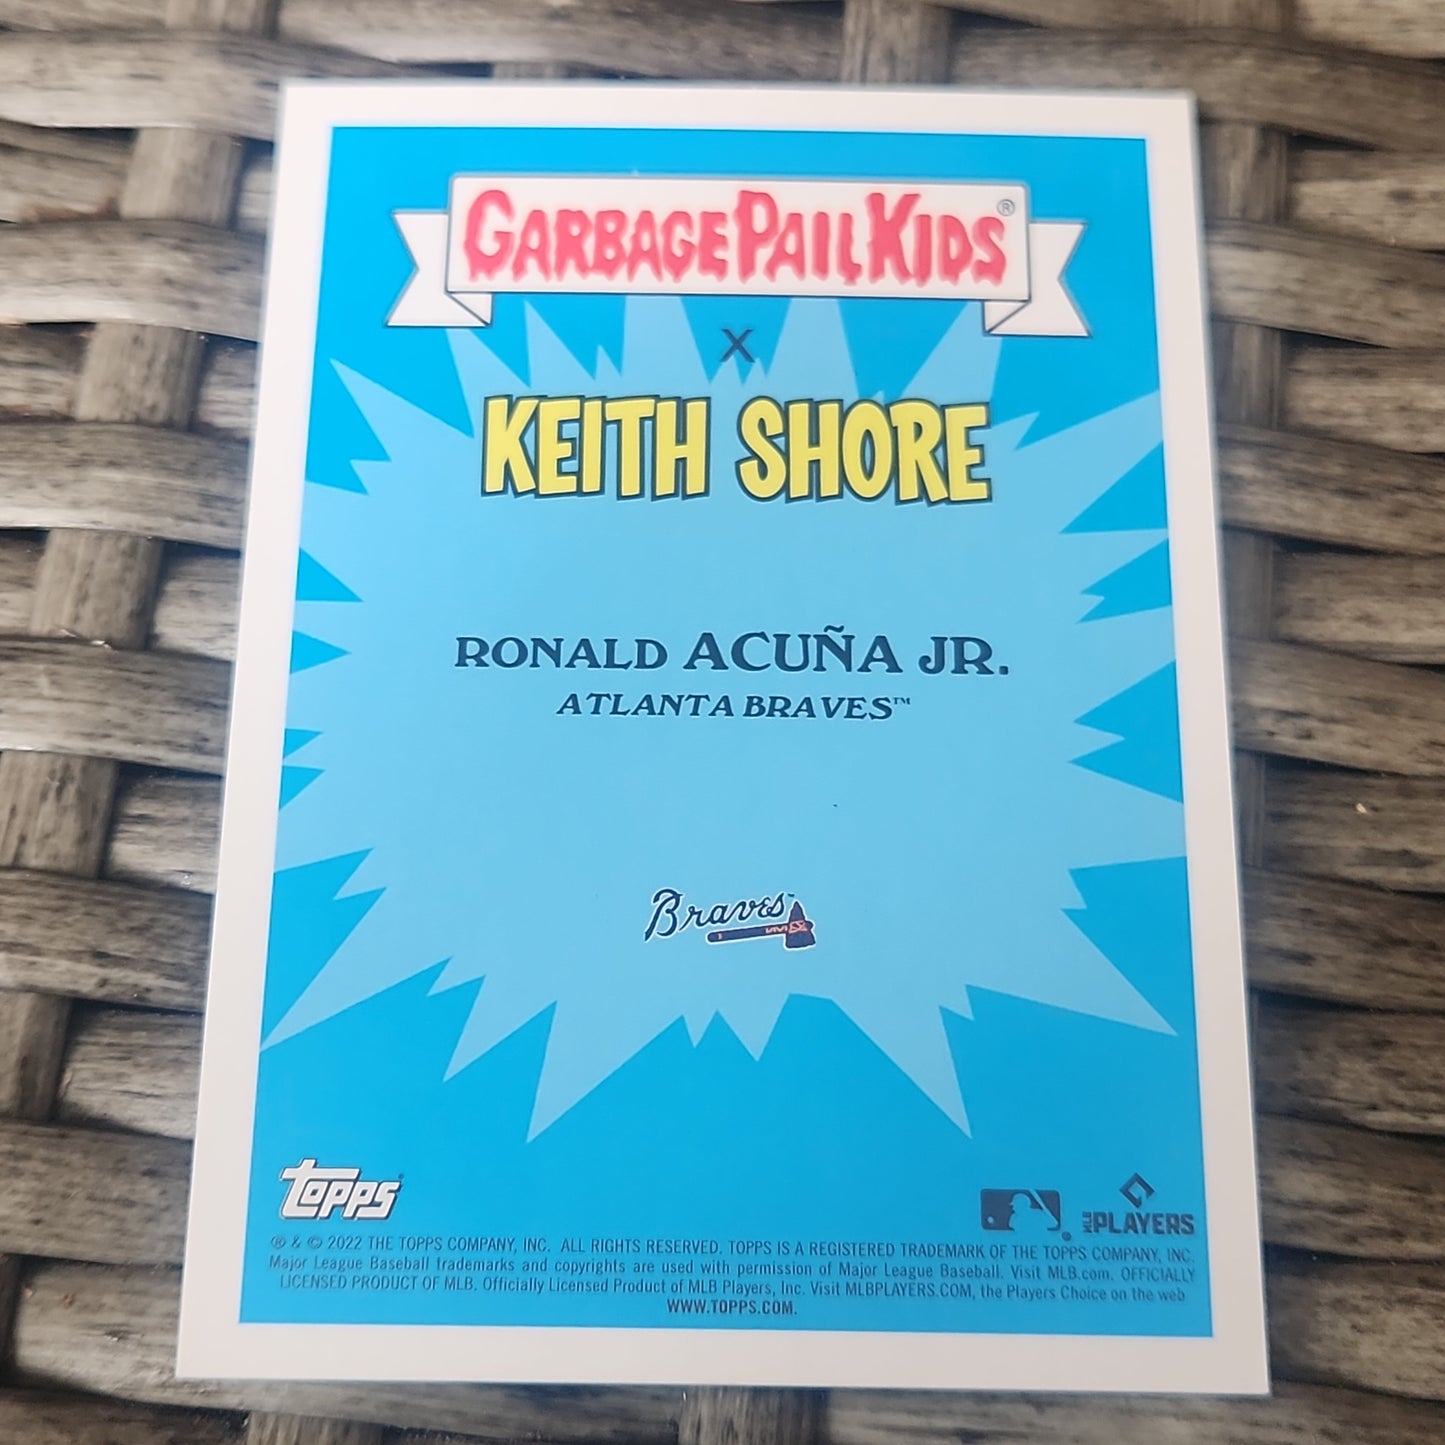 GARBAGE PAIL KIDS®
X
KEITH SHORE
RONALD ACUÑA JR.
ATLANTA BRAVES™
Braves
topps
MLB PLAYERS
® & © 2022 THE TOPPS COMPANY, INC. ALL RIGHTS RESERVED. TOPPS IS A REGISTERED TRADEMARK OF THE TOPPS COMPANY, INC.
Major League Baseball trademarks and copyrights are used with permission of Major League Baseball. Visit MLB.com. OFFICIALLY
LICENSED PRODUCT OF MLB. Officially Licensed Product of MLB Players, Inc. Visit MLBPLAYERS.COM, the Players Choice on the web
WWW.TOPPS.COM.